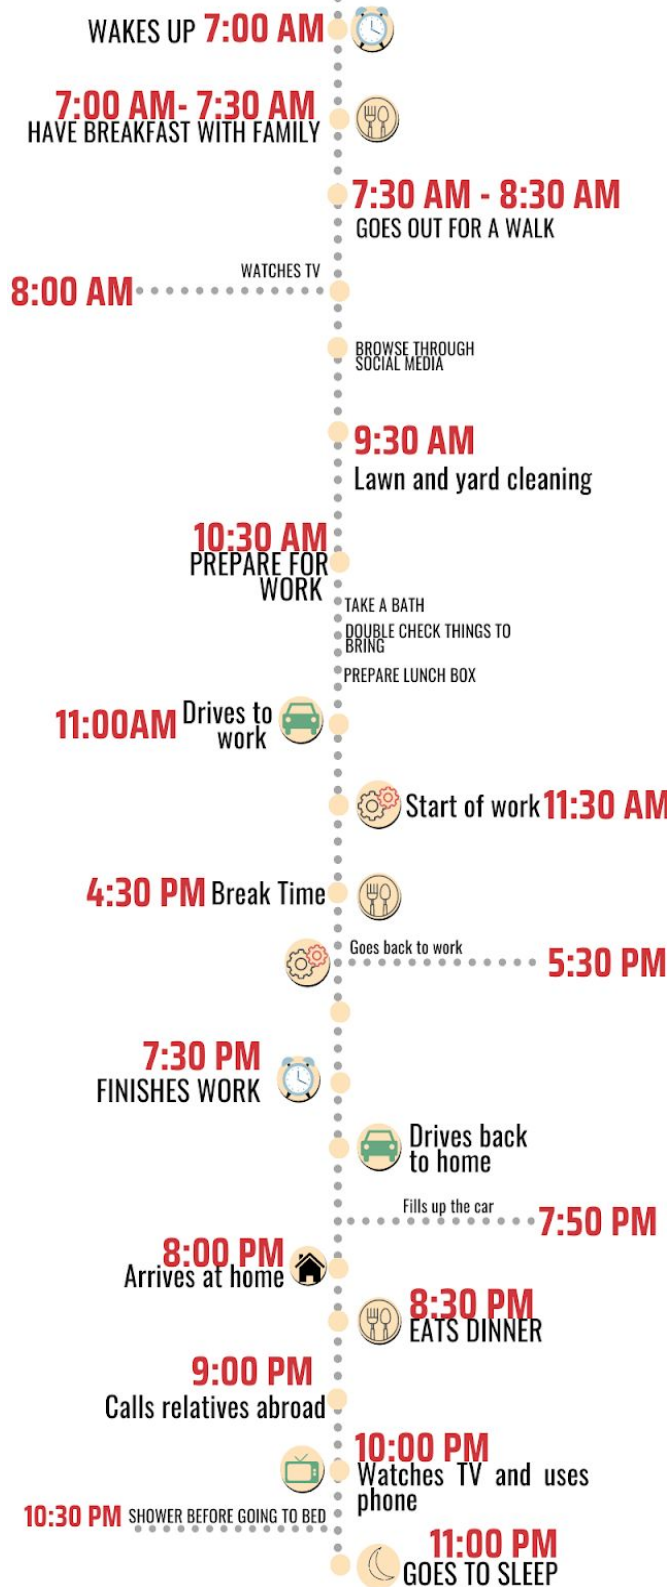 WAKES UP 7:00 AM
7:00 AM- 7:30 AM
HAVE BREAKFAST WITH FAMILY
7:30 AM - 8:30 AM
GOES OUT FOR A WALK
WATCHES TV
8:00 AM
BROWSE THROUGH
SOCIAL MEDIA
9:30 AM
Lawn and yard cleaning
10:30 AM
PREPARE FOR
WORK
TAKE A BATH
DOUBLE CHECK THINGS TO
BRING
PREPARE LUNCH BOX
11:00AM Drives to
work
Start of work 11:30 AM
4:30 PM Break Time
Goes back to work
5:30 PM
7:30 PM
FINISHES WORK
Drives back
to home
Fills up the car
7:50 PM
8:00 PM
Arrives at home
8:30 PM
EATS DINNER
9:00 PM
Calls relatives abroad
10:00 PM
Watches TV and uses
phone
10:30 PM SHOWER BEFORE GOING TO BED
11:00 PM
GOES TO SLEEP